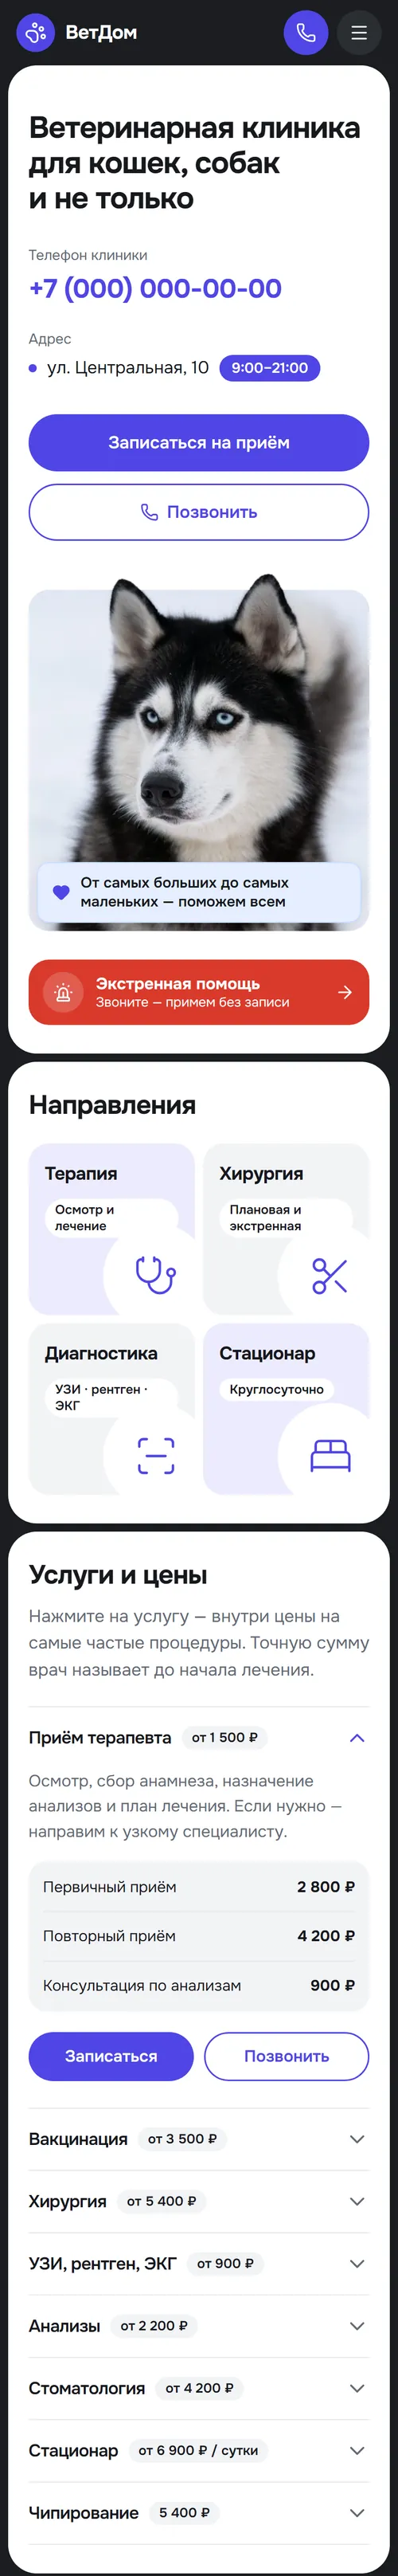 ВетДом
Ветеринарная клиника
для кошек, собак
и не только
Телефон клиники
+7 (000) 000-00-00
Адрес
ул. Центральная, 10 9:00–21:00
Записаться на приём
Позвонить
От самых больших до самых
маленьких — поможем всем
Экстренная помощь
Звоните — примем без записи
Направления
Терапия
Осмотр и
лечение
Хирургия
Плановая и
экстренная
Диагностика
УЗИ · рентген ·
ЭКГ
Стационар
Круглосуточно
Услуги и цены
Нажмите на услугу — внутри цены на
самые частые процедуры. Точную сумму
врач называет до начала лечения.
Приём терапевта от 1 500 ₽
Осмотр, сбор анамнеза, назначение
анализов и план лечения. Если нужно —
направим к узкому специалисту.
Первичный приём 2 800 ₽
Повторный приём 4 200 ₽
Консультация по анализам 900 ₽
Записаться Позвонить
Вакцинация от 3 500 ₽
Хирургия от 5 400 ₽
УЗИ, рентген, ЭКГ от 900 ₽
Анализы от 2 200 ₽
Стоматология от 4 200 ₽
Стационар от 6 900 ₽ / сутки
Чипирование 5 400 ₽